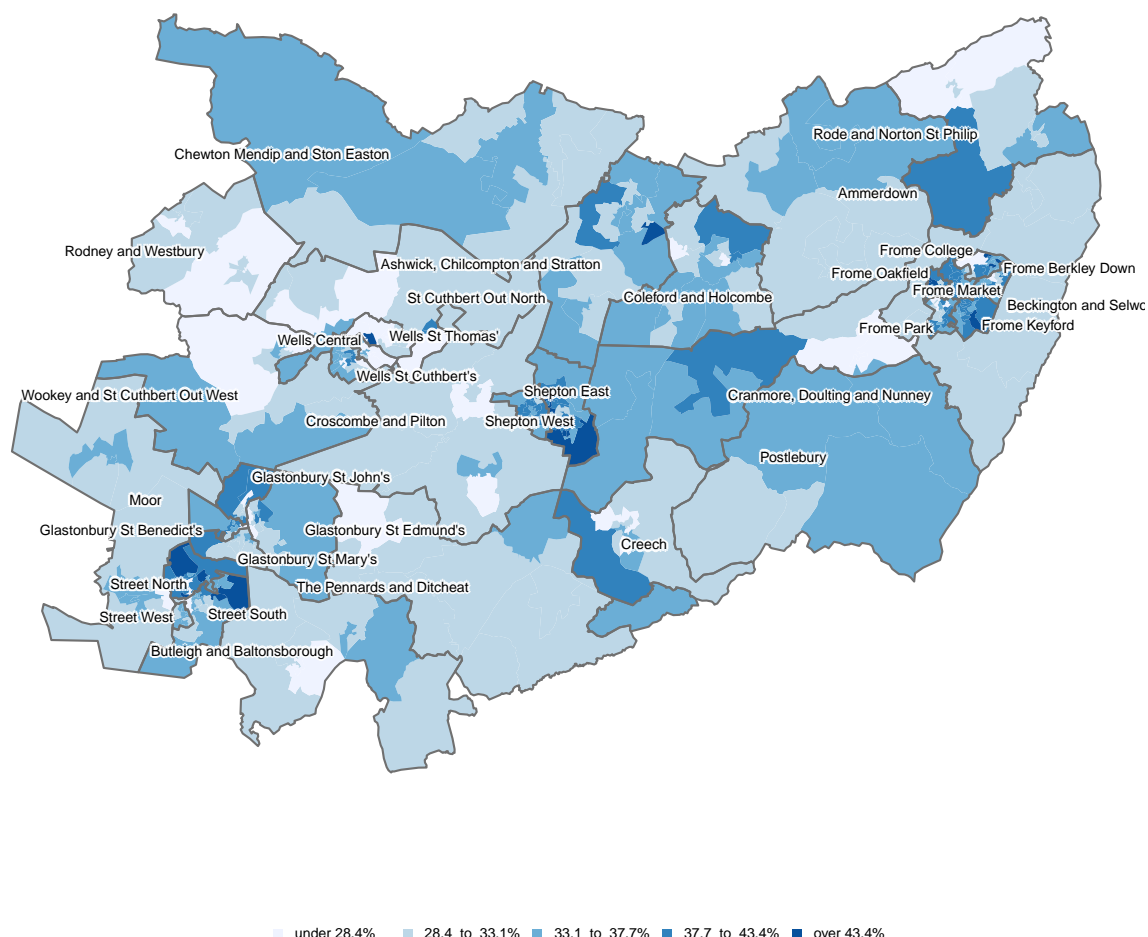 Rode and Norton St Philip
Chewton Mendip and Ston Easton
Ammerdown
Rodney and Westbury
Frome College
Ashwick, Chilcompton and Stratton
Frome Berkley Down
Frome Oakfield
Frome Market
St Cuthbert Out North
Coleford and Holcombe
Beckington and Selwo
Frome Keyford
Frome Park
Wells Central
Wells St Thomas'
Wells St Cuthbert's
Shepton East
Wookey and St Cuthbert Out West
Cranmore, Doulting and Nunney
Croscombe and Pilton
Shepton West
Postlebury
Glastonbury St John's
Moor
Glastonbury St Benedict's
Glastonbury St Edmund's
Creech
Glastonbury St Mary's
Street North
The Pennards and Ditcheat
Street West
Street South
Butleigh and Baltonsborough
under 28.4% 28.4 to 33.1% 33.1 to 37.7% 37.7 to 43.4% over 43.4%